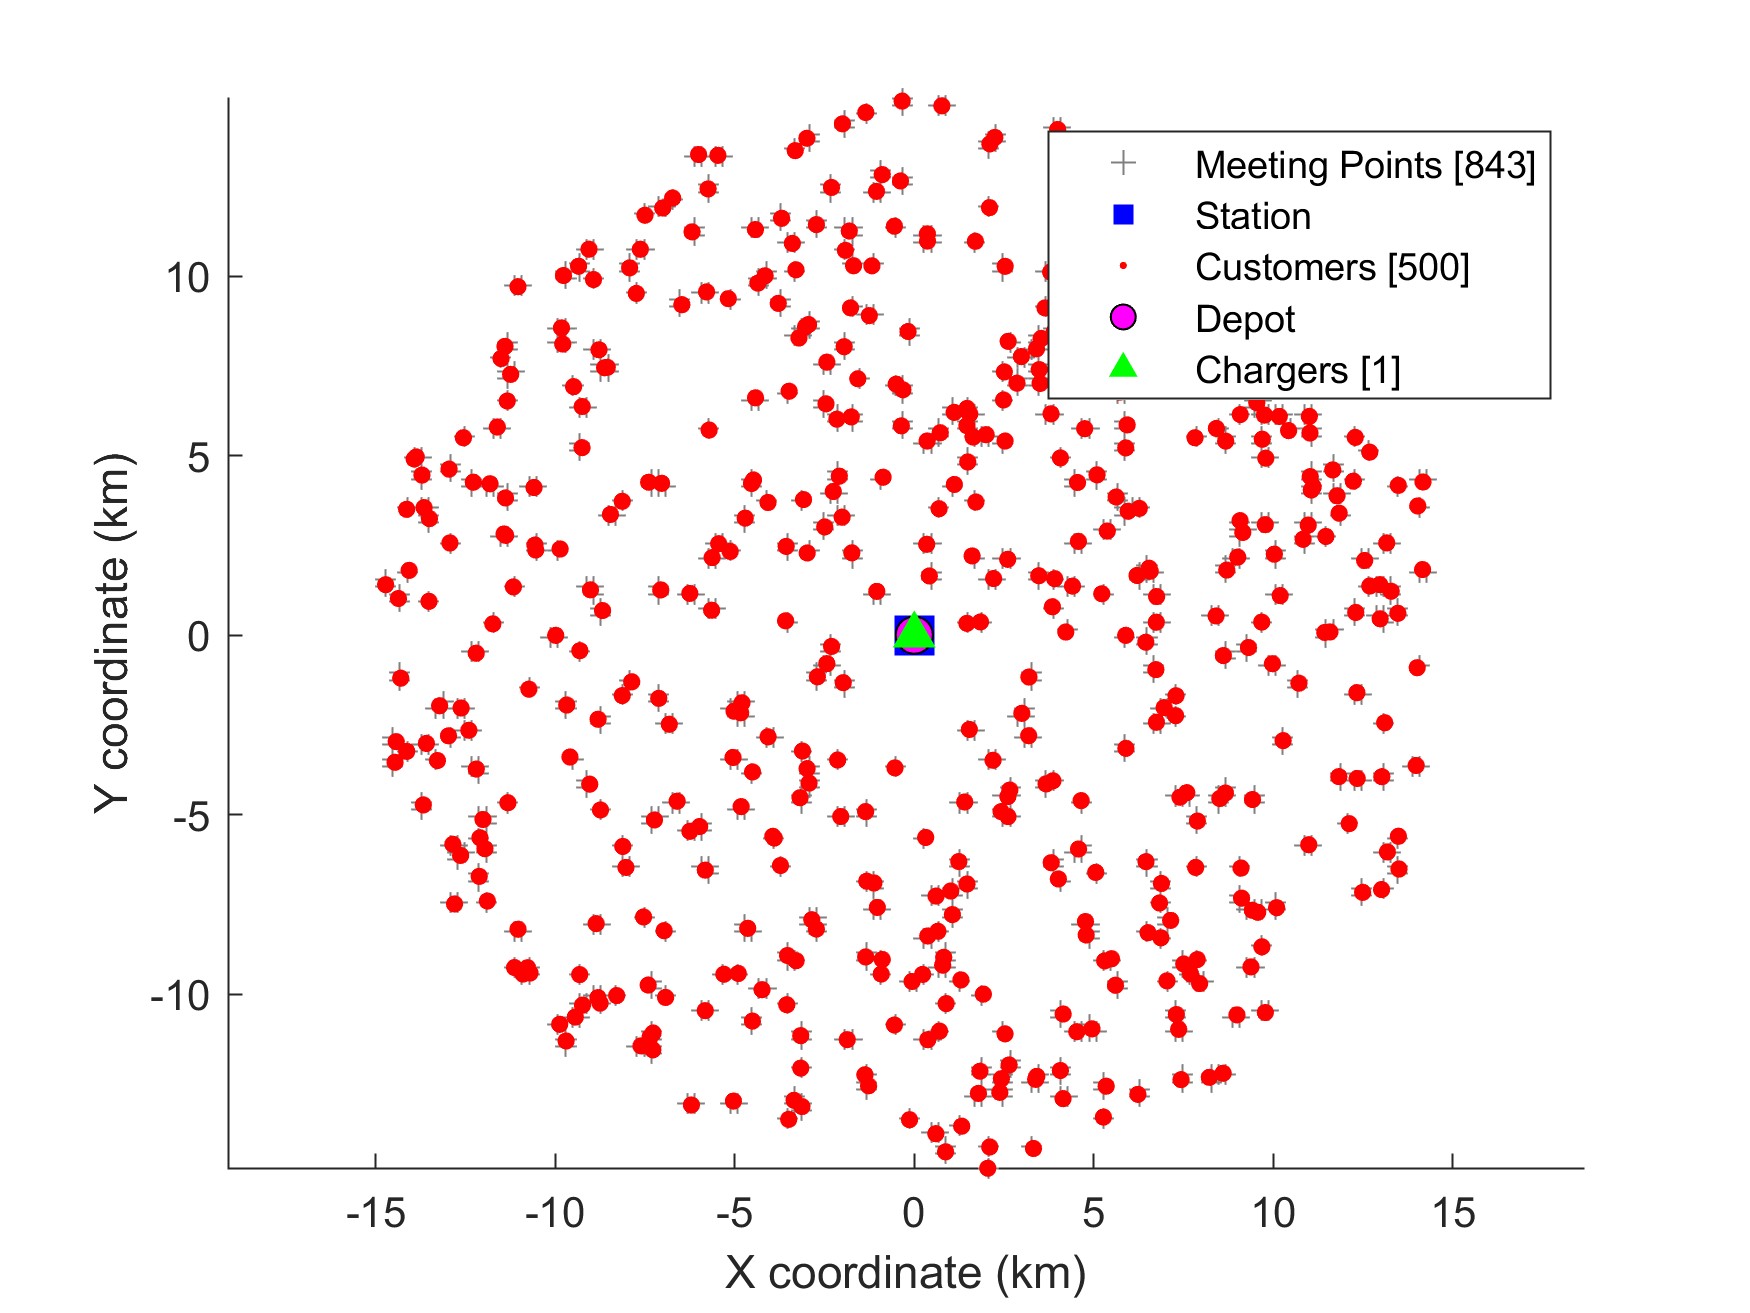 Meeting Points [843]
Station
Customers [500]
Depot
Chargers [1]
10
5
0
-5
-10
Y coordinate (km)
-15 -10 -5 0 5 10 15
X coordinate (km)